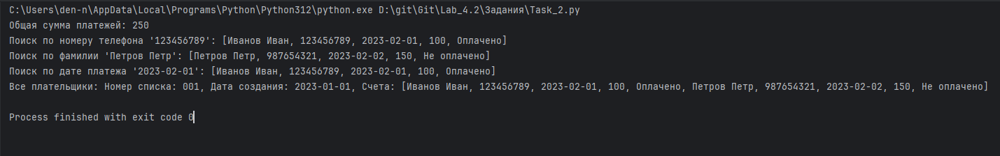 C:\Users\den-n\AppData\Local\Programs\Python\Python312\python.exe D:\git\Git\Lab_4.2\Задания\Task_2.py
Общая сумма платежей: 250
Поиск по номеру телефона '123456789': [Иванов Иван, 123456789, 2023-02-01, 100, Оплачено]
Поиск по фамилии 'Петров Петр': [Петров Петр, 987654321, 2023-02-02, 150, Не оплачено]
Поиск по дате платежа '2023-02-01': [Иванов Иван, 123456789, 2023-02-01, 100, Оплачено]
Все плательщики: Номер списка: 001, Дата создания: 2023-01-01, Счета: [Иванов Иван, 123456789, 2023-02-01, 100, Оплачено, Петров Петр, 987654321, 2023-02-02, 150, Не оплачено]
Process finished with exit code 0